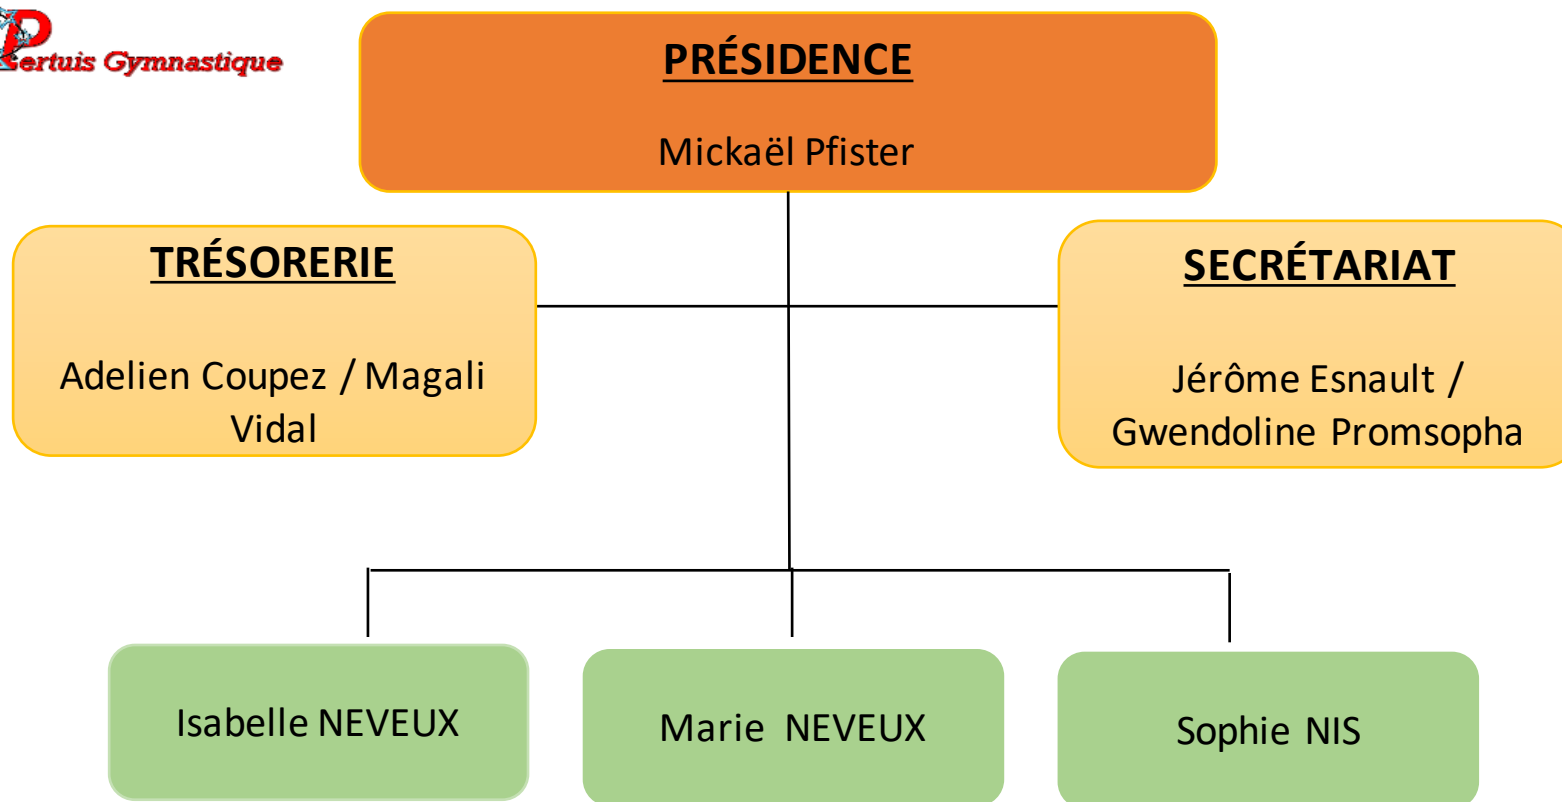 Pertuis Gymnastique
PRÉSIDENCE
Mickaël Pfister
TRÉSORERIE
Adelien Coupez / Magali
Vidal
SECRÉTARIAT
Jérôme Esnault /
Gwendoline Promsopha
Isabelle NEVEUX
Marie NEVEUX
Sophie NIS